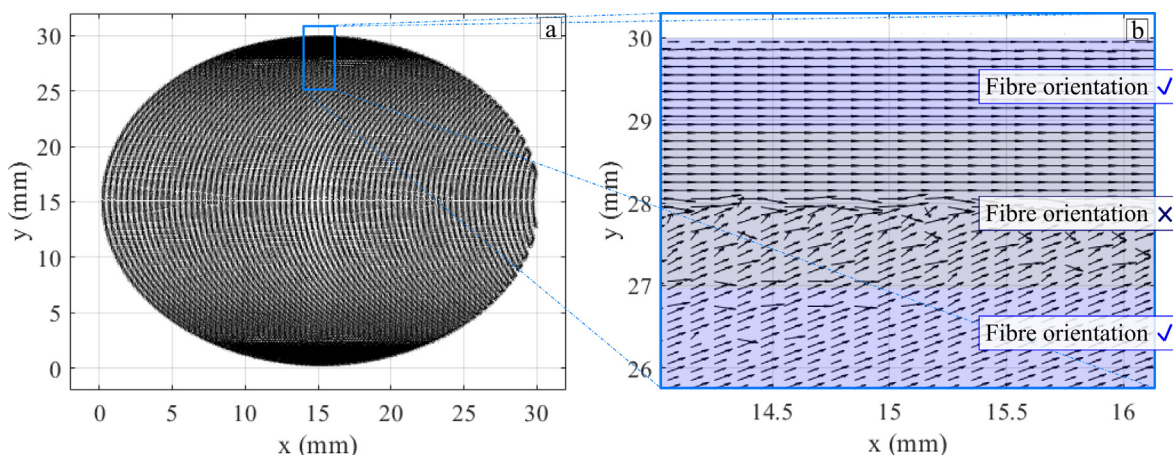 a
30
25
20
15
10
5
0
y (mm)
0 5 10 15 20 25 30
x (mm)
b
30
29
28
27
26
y (mm)
Fibre orientation ✓
Fibre orientation ×
Fibre orientation ✓
14.5 15 15.5 16
x (mm)